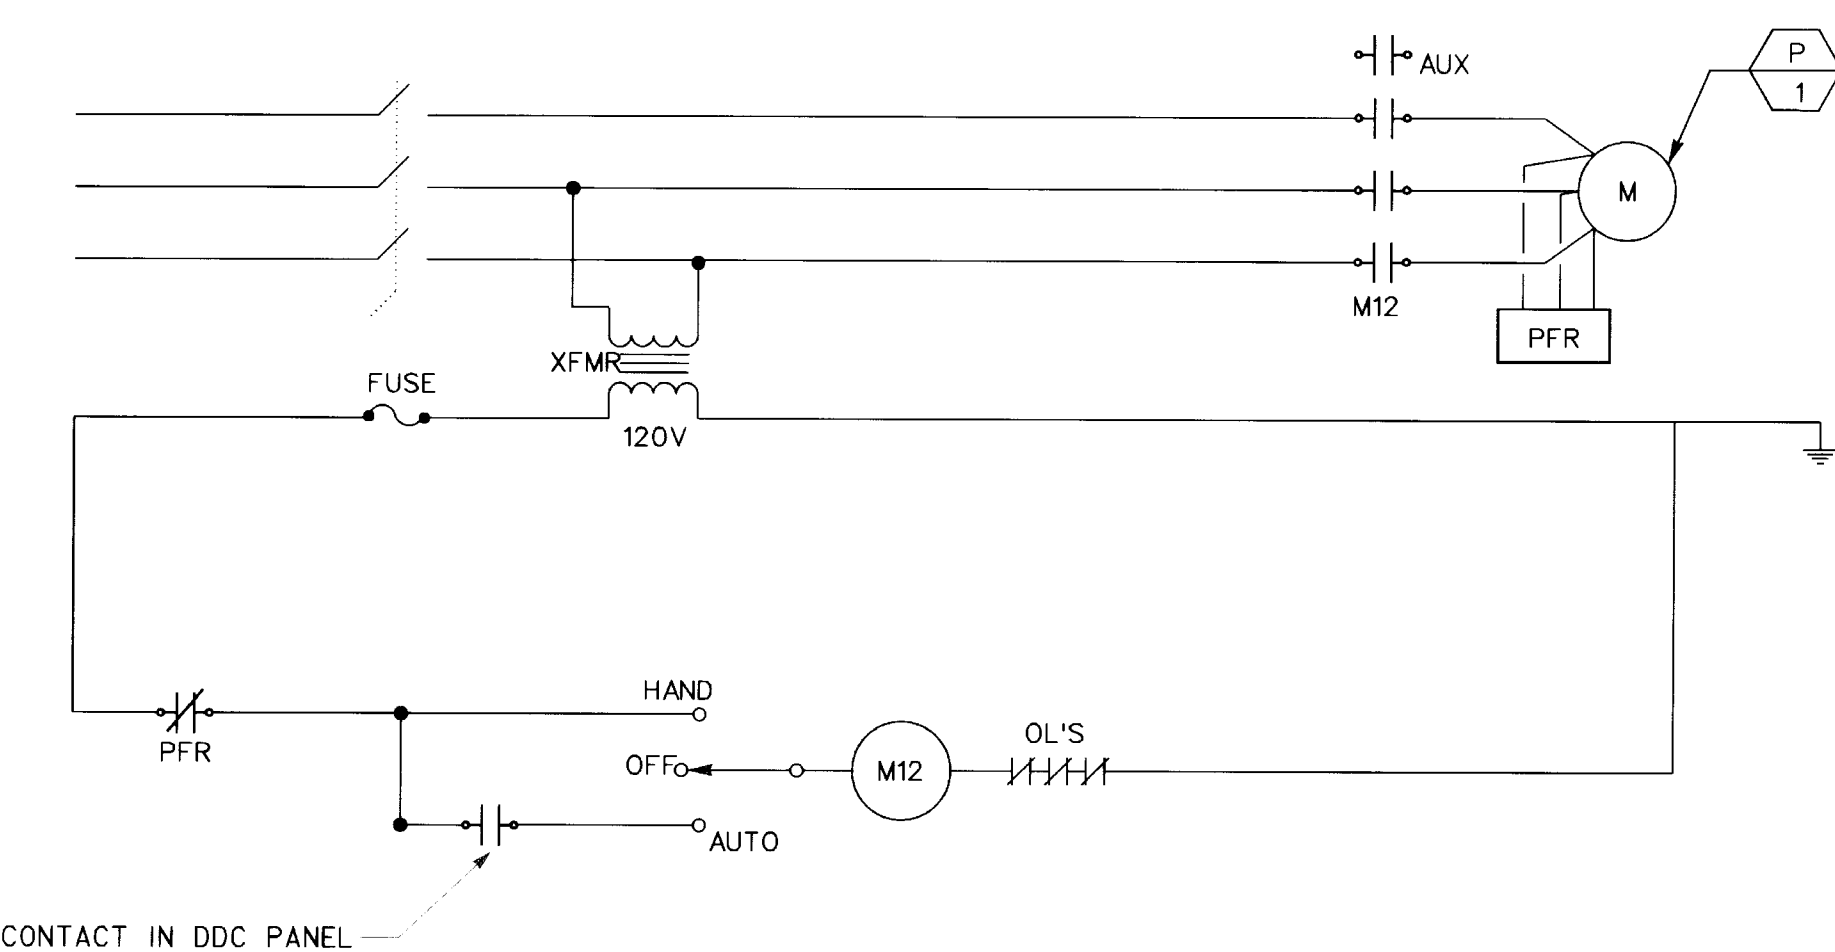 AUX
P
1
M
M12
PFR
XFMR
FUSE
120V
HAND
PFR
OFF
M12
OL'S
AUTO
CONTACT IN DDC PANEL